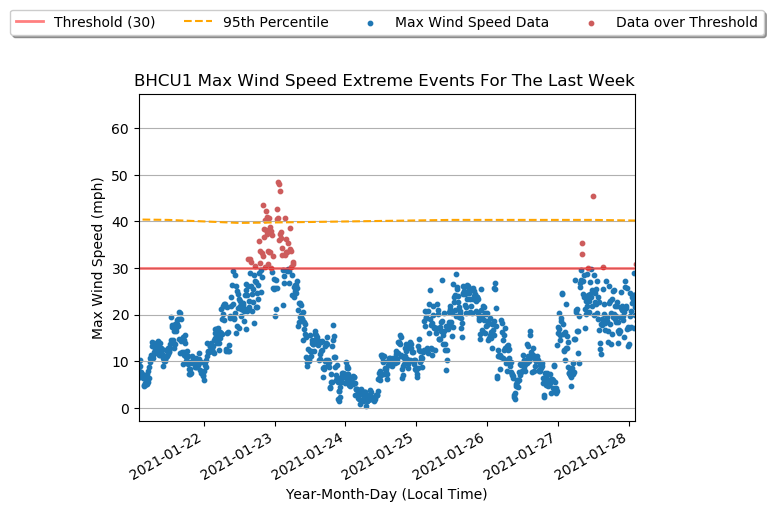 Threshold (30) 95th Percentile Max Wind Speed Data Data over Threshold
BHCU1 Max Wind Speed Extreme Events For The Last Week
Max Wind Speed (mph)
60
50
40
30
20
10
0
2021-01-22 2021-01-23 2021-01-24 2021-01-25 2021-01-26 2021-01-27 2021-01-28
Year-Month-Day (Local Time)